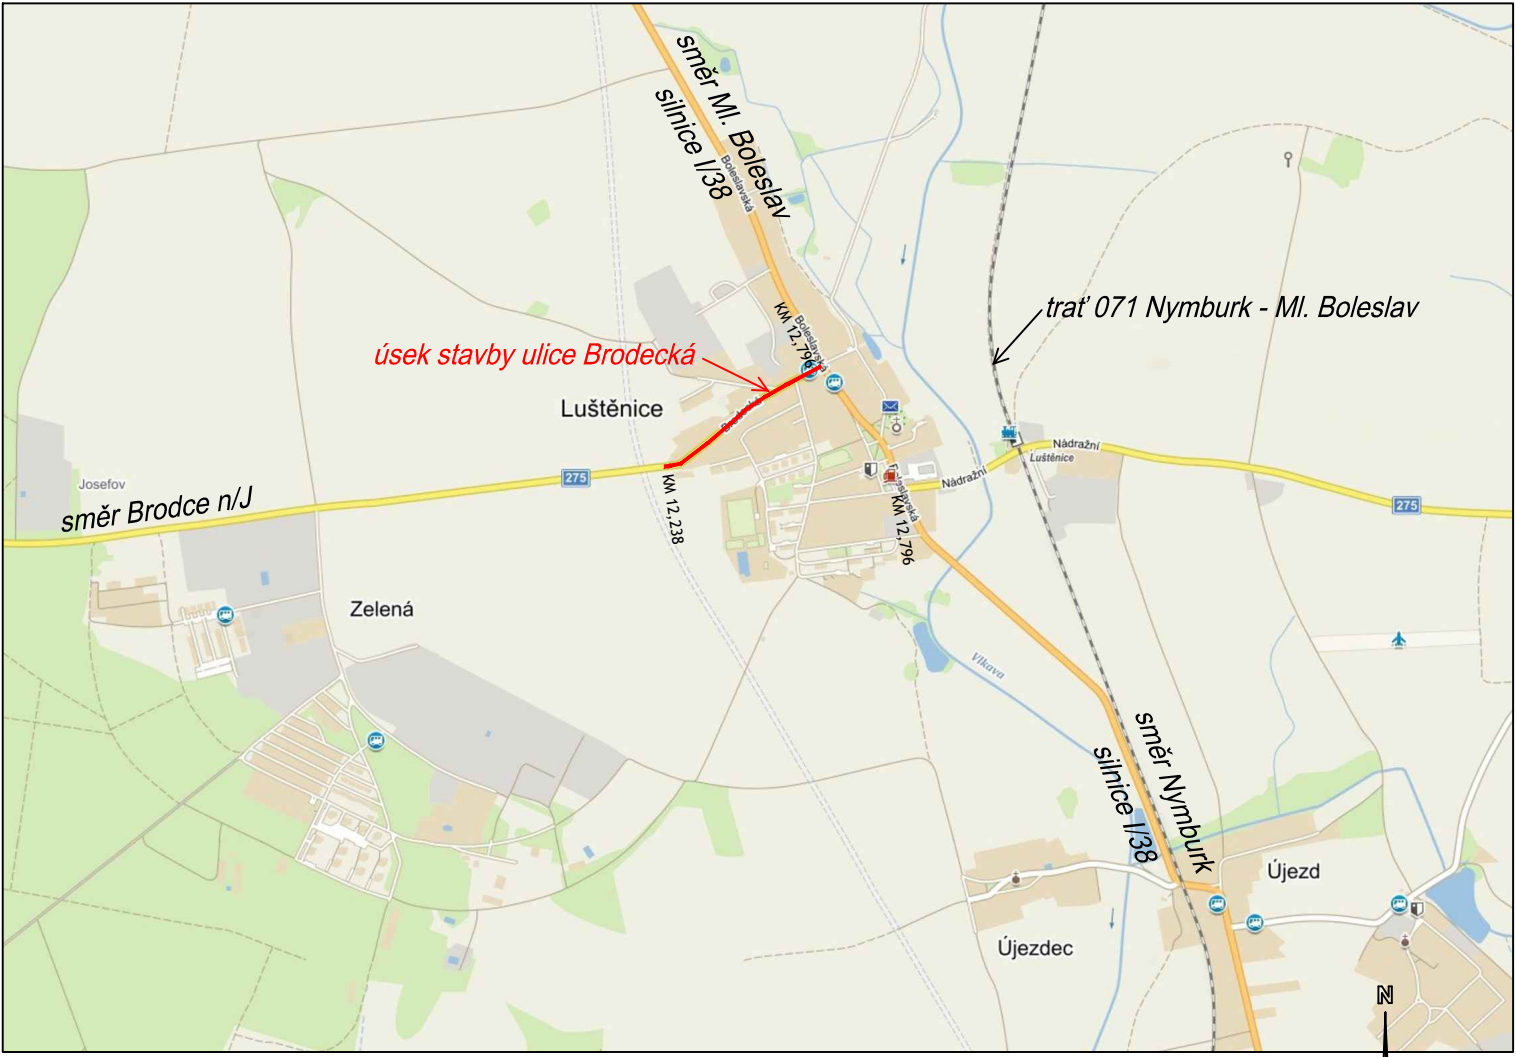 směr Ml. Boleslav
silnice I/38
Boleslavská
trať 071 Nymburk - Ml. Boleslav
KM 12,796
Boleslavská
úsek stavby ulice Brodecká
Luštěnice
Brodecká
Nádražní
Luštěnice
275
Nádražní
Josefov
směr Brodce n/J
KM 12,238
Boleslavská
KM 12,796
275
Zelená
Vlkava
směr Nymburk
silnice I/38
Újezd
Újezdec
N